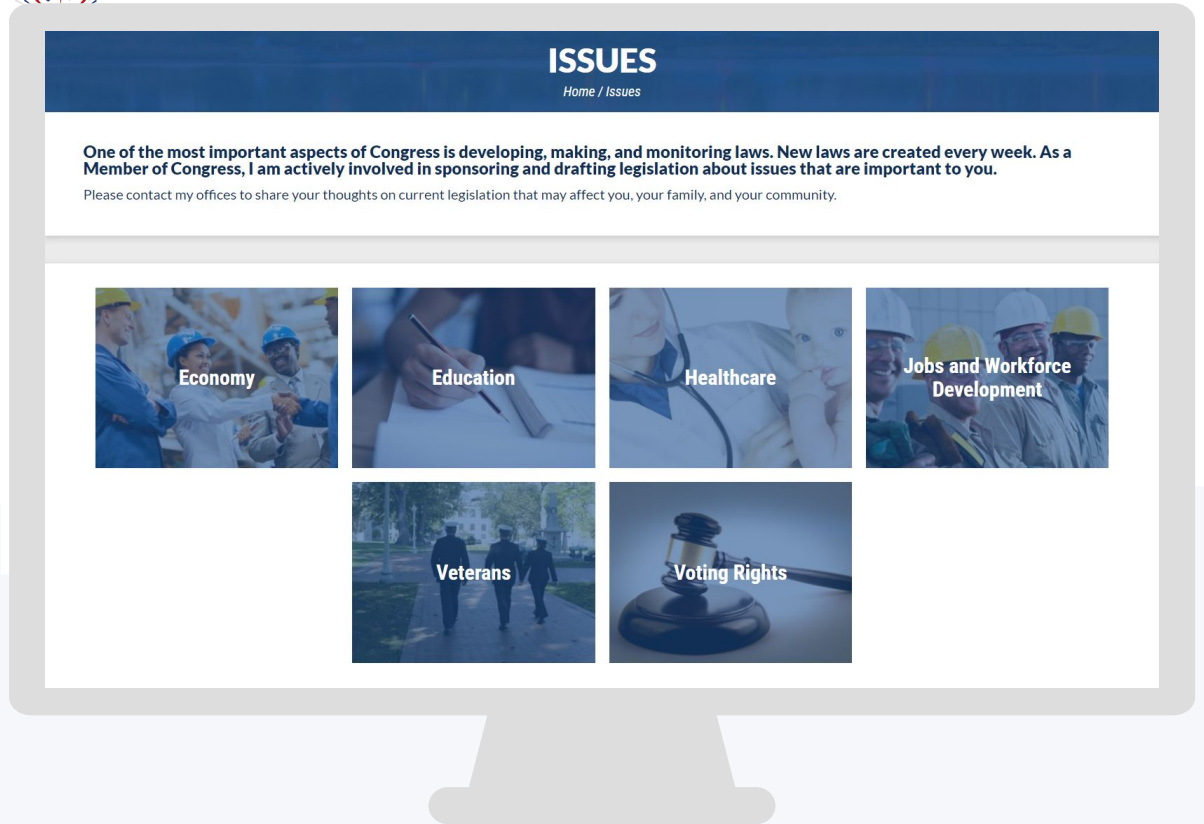 ISSUES
Home / Issues
One of the most important aspects of Congress is developing, making, and monitoring laws. New laws are created every week. As a
Member of Congress, I am actively involved in sponsoring and drafting legislation about issues that are important to you.
Please contact my offices to share your thoughts on current legislation that may affect you, your family, and your community.
Economy
Education
Healthcare
Jobs and Workforce
Development
Veterans
Voting Rights